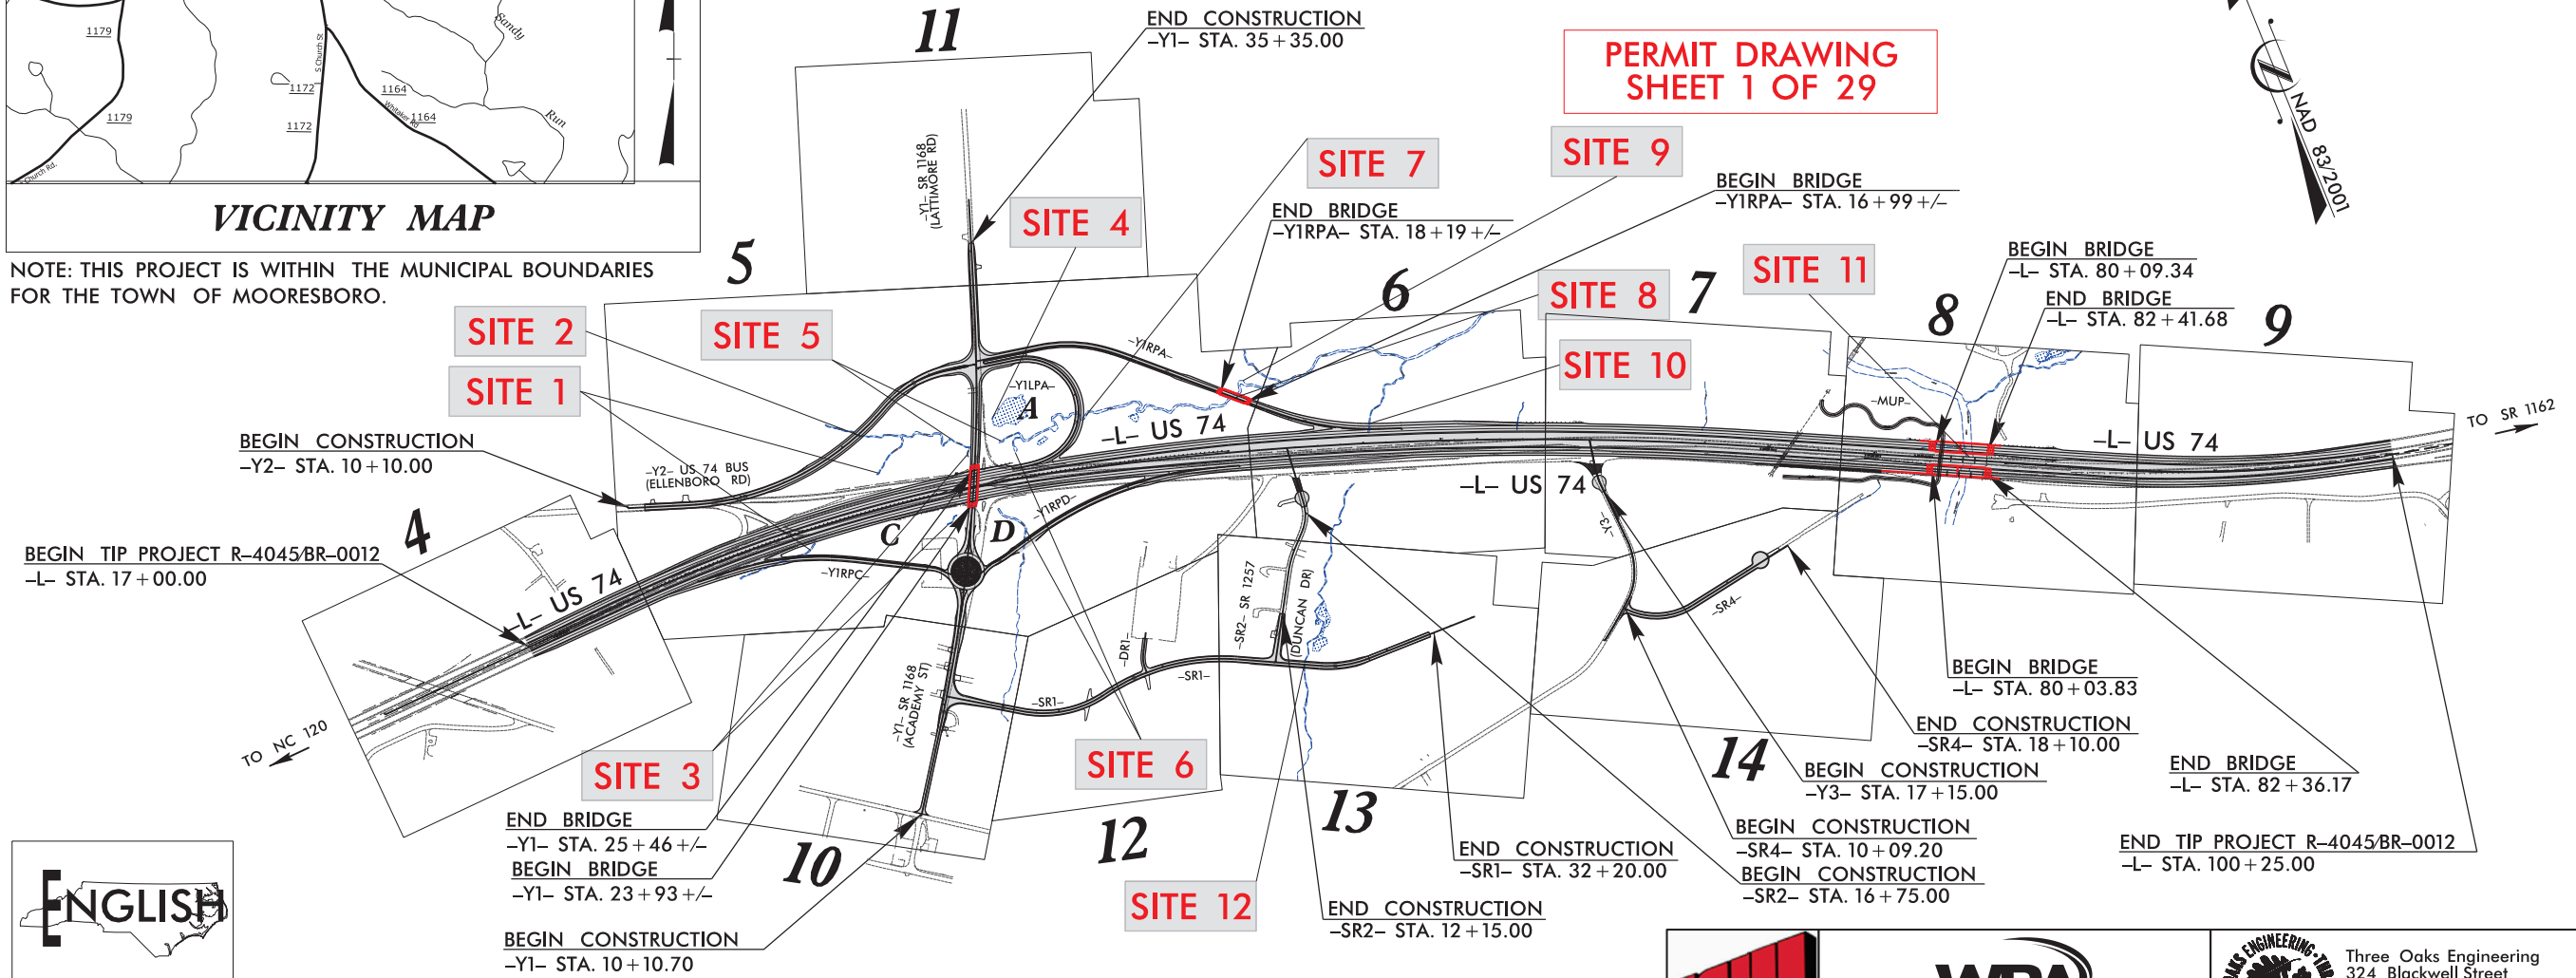 1179
1179
1172
1172
S Church St.
1164
Whitaker Rd
1164
Sandy
Run
Church Rd.
VICINITY MAP
NOTE: THIS PROJECT IS WITHIN THE MUNICIPAL BOUNDARIES
FOR THE TOWN OF MOORESBORO.
11
END CONSTRUCTION
-Y1- STA. 35+35.00
PERMIT DRAWING
SHEET 1 OF 29
NAD 83/2001
-Y1- SR 1168
(LATTIMORE RD)
SITE 4
SITE 7
END BRIDGE
-Y1RPA- STA. 18+19 +/-
SITE 9
BEGIN BRIDGE
-Y1RPA- STA. 16+99 +/-
5
6
SITE 8
7
SITE 11
BEGIN BRIDGE
-L- STA. 80+09.34
END BRIDGE
-L- STA. 82+41.68
8
9
SITE 2
SITE 5
SITE 1
SITE 10
-Y1RPA-
-Y1LPA-
A
-L- US 74
-MUP-
-L- US 74
TO SR 1162
BEGIN CONSTRUCTION
-Y2- STA. 10+10.00
-Y2- US 74 BUS
(ELLENBORO RD)
-L- US 74
4
C
D
-Y1RPD-
-Y3-
BEGIN TIP PROJECT R-4045/BR-0012
-L- STA. 17+00.00
-L- US 74
-Y1RPC-
-SR2- SR 1257
(DUNCAN DR)
-SR4-
-DR1-
-SR1-
-SR1-
-Y1- SR 1168
(ACADEMY ST)
TO NC 120
BEGIN BRIDGE
-L- STA. 80+03.83
END CONSTRUCTION
-SR4- STA. 18+10.00
SITE 3
SITE 6
14
BEGIN CONSTRUCTION
-Y3- STA. 17+15.00
END BRIDGE
-L- STA. 82+36.17
END BRIDGE
-Y1- STA. 25+46 +/-
BEGIN BRIDGE
-Y1- STA. 23+93 +/-
10
12
13
END CONSTRUCTION
-SR1- STA. 32+20.00
BEGIN CONSTRUCTION
-SR4- STA. 10+09.20
BEGIN CONSTRUCTION
-SR2- STA. 16+75.00
END TIP PROJECT R-4045/BR-0012
-L- STA. 100+25.00
ENGLISH
SITE 12
END CONSTRUCTION
-SR2- STA. 12+15.00
BEGIN CONSTRUCTION
-Y1- STA. 10+10.70
Three Oaks Engineering
324 Blackwell Street